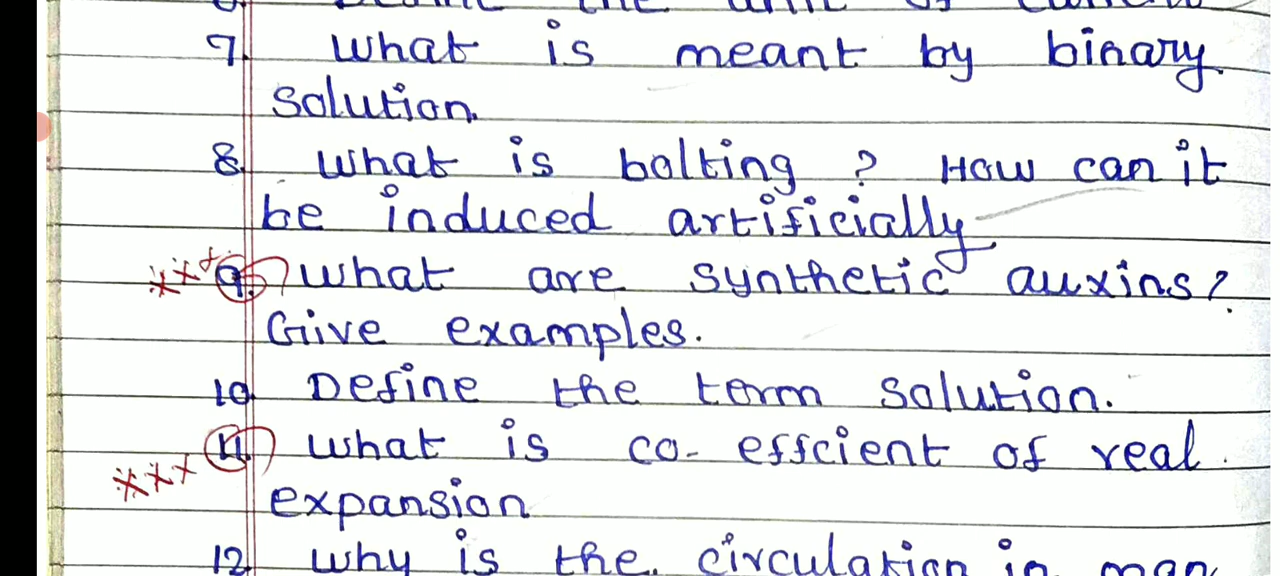 7. What is meant by binary
solution.
8. What is bolting ? How can it
be induced artificially
9. What are synthetic auxins?
Give examples.
10. Define the term solution.
11. What is co- effcient of real
expansion
12. Why is the circulation in man